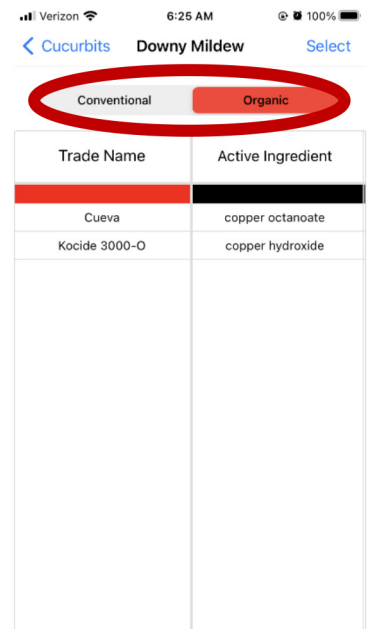 Verizon 6:25 AM 100%
Cucurbits Downy Mildew Select
Conventional Organic
Trade Name Active Ingredient
Cueva copper octanoate
Kocide 3000-O copper hydroxide